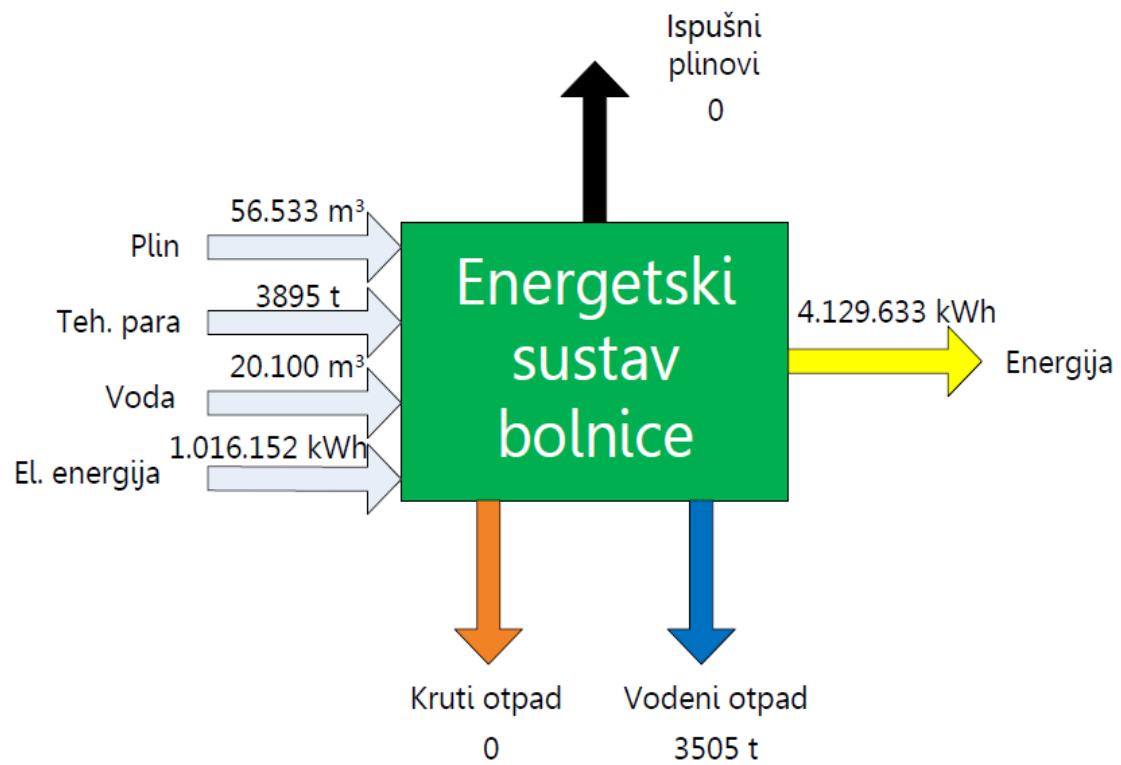 Ispušni
plinovi
0
56.533 m³
Plin
3895 t
Teh. para
20.100 m³
Voda
1.016.152 kWh
El. energija
Energetski
sustav
bolnice
4.129.633 kWh
Energija
Kruti otpad
0
Vodeni otpad
3505 t